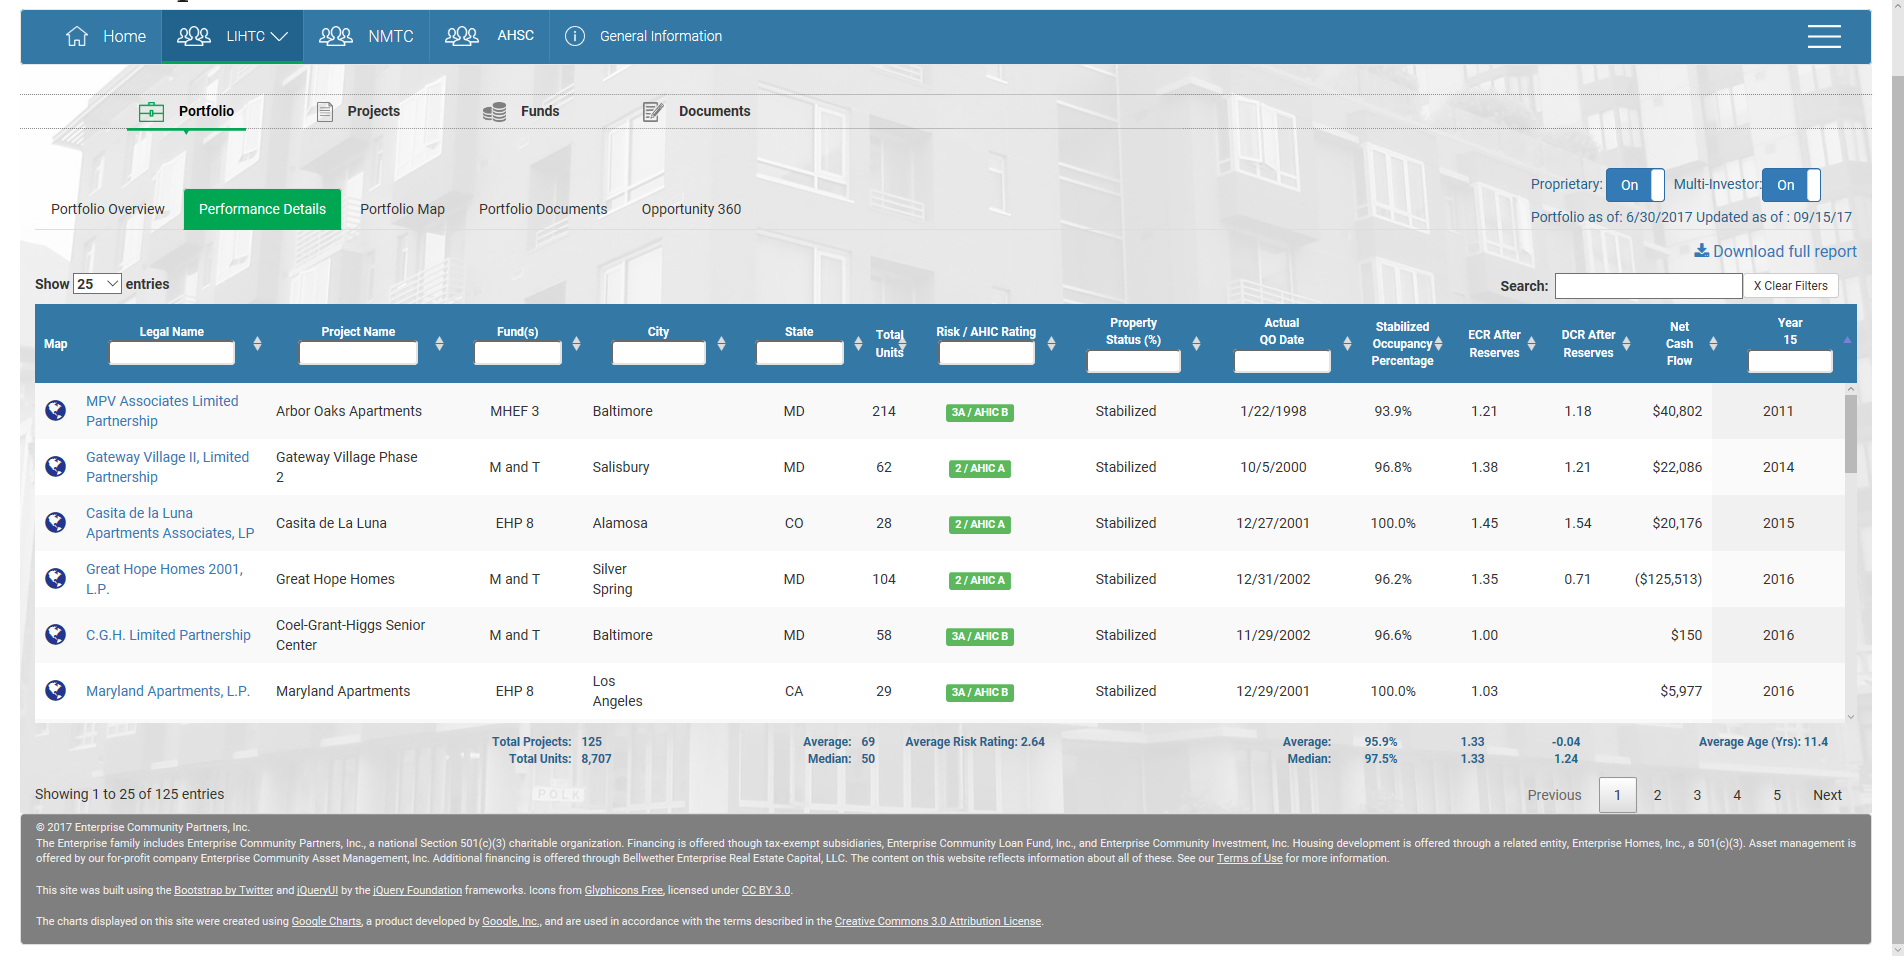 Home LIHTC NMTC AHSC General Information
Portfolio Projects Funds Documents
Proprietary: On Multi-Investor: On
Portfolio Overview Performance Details Portfolio Map Portfolio Documents Opportunity 360
Portfolio as of: 6/30/2017 Updated as of : 09/15/17
Download full report
Show 25 entries
Search: X Clear Filters
Map Legal Name Project Name Fund(s) City State Total Units Risk / AHIC Rating Property Status (%) Actual QO Date Stabilized Occupancy Percentage ECR After Reserves DCR After Reserves Net Cash Flow Year 15
MPV Associates Limited Partnership Arbor Oaks Apartments MHEF 3 Baltimore MD 214 3A / AHIC B Stabilized 1/22/1998 93.9% 1.21 1.18 $40,802 2011
Gateway Village II, Limited Partnership Gateway Village Phase 2 M and T Salisbury MD 62 2 / AHIC A Stabilized 10/5/2000 96.8% 1.38 1.21 $22,086 2014
Casita de la Luna Apartments Associates, LP Casita de La Luna EHP 8 Alamosa CO 28 2 / AHIC A Stabilized 12/27/2001 100.0% 1.45 1.54 $20,176 2015
Great Hope Homes 2001, L.P. Great Hope Homes M and T Silver Spring MD 104 2 / AHIC A Stabilized 12/31/2002 96.2% 1.35 0.71 ($125,513) 2016
C.G.H. Limited Partnership Coel-Grant-Higgs Senior Center M and T Baltimore MD 58 3A / AHIC B Stabilized 11/29/2002 96.6% 1.00 $150 2016
Maryland Apartments, L.P. Maryland Apartments EHP 8 Los Angeles CA 29 3A / AHIC B Stabilized 12/29/2001 100.0% 1.03 $5,977 2016
Total Projects: 125 Average: 69 Average Risk Rating: 2.64 Average: 95.9% 1.33 -0.04 Average Age (Yrs): 11.4
Total Units: 8,707 Median: 50 Median: 97.5% 1.33 1.24
POLK
Showing 1 to 25 of 125 entries Previous 1 2 3 4 5 Next
© 2017 Enterprise Community Partners, Inc.
The Enterprise family includes Enterprise Community Partners, Inc., a national Section 501(c)(3) charitable organization. Financing is offered though tax-exempt subsidiaries, Enterprise Community Loan Fund, Inc., and Enterprise Community Investment, Inc. Housing development is offered through a related entity, Enterprise Homes, Inc., a 501(c)(3). Asset management is
offered by our for-profit company Enterprise Community Asset Management, Inc. Additional financing is offered through Bellwether Enterprise Real Estate Capital, LLC. The content on this website reflects information about all of these. See our Terms of Use for more information.
This site was built using the Bootstrap by Twitter and jQueryUI by the jQuery Foundation frameworks. Icons from Glyphicons Free, licensed under CC BY 3.0.
The charts displayed on this site were created using Google Charts, a product developed by Google, Inc., and are used in accordance with the terms described in the Creative Commons 3.0 Attribution License.